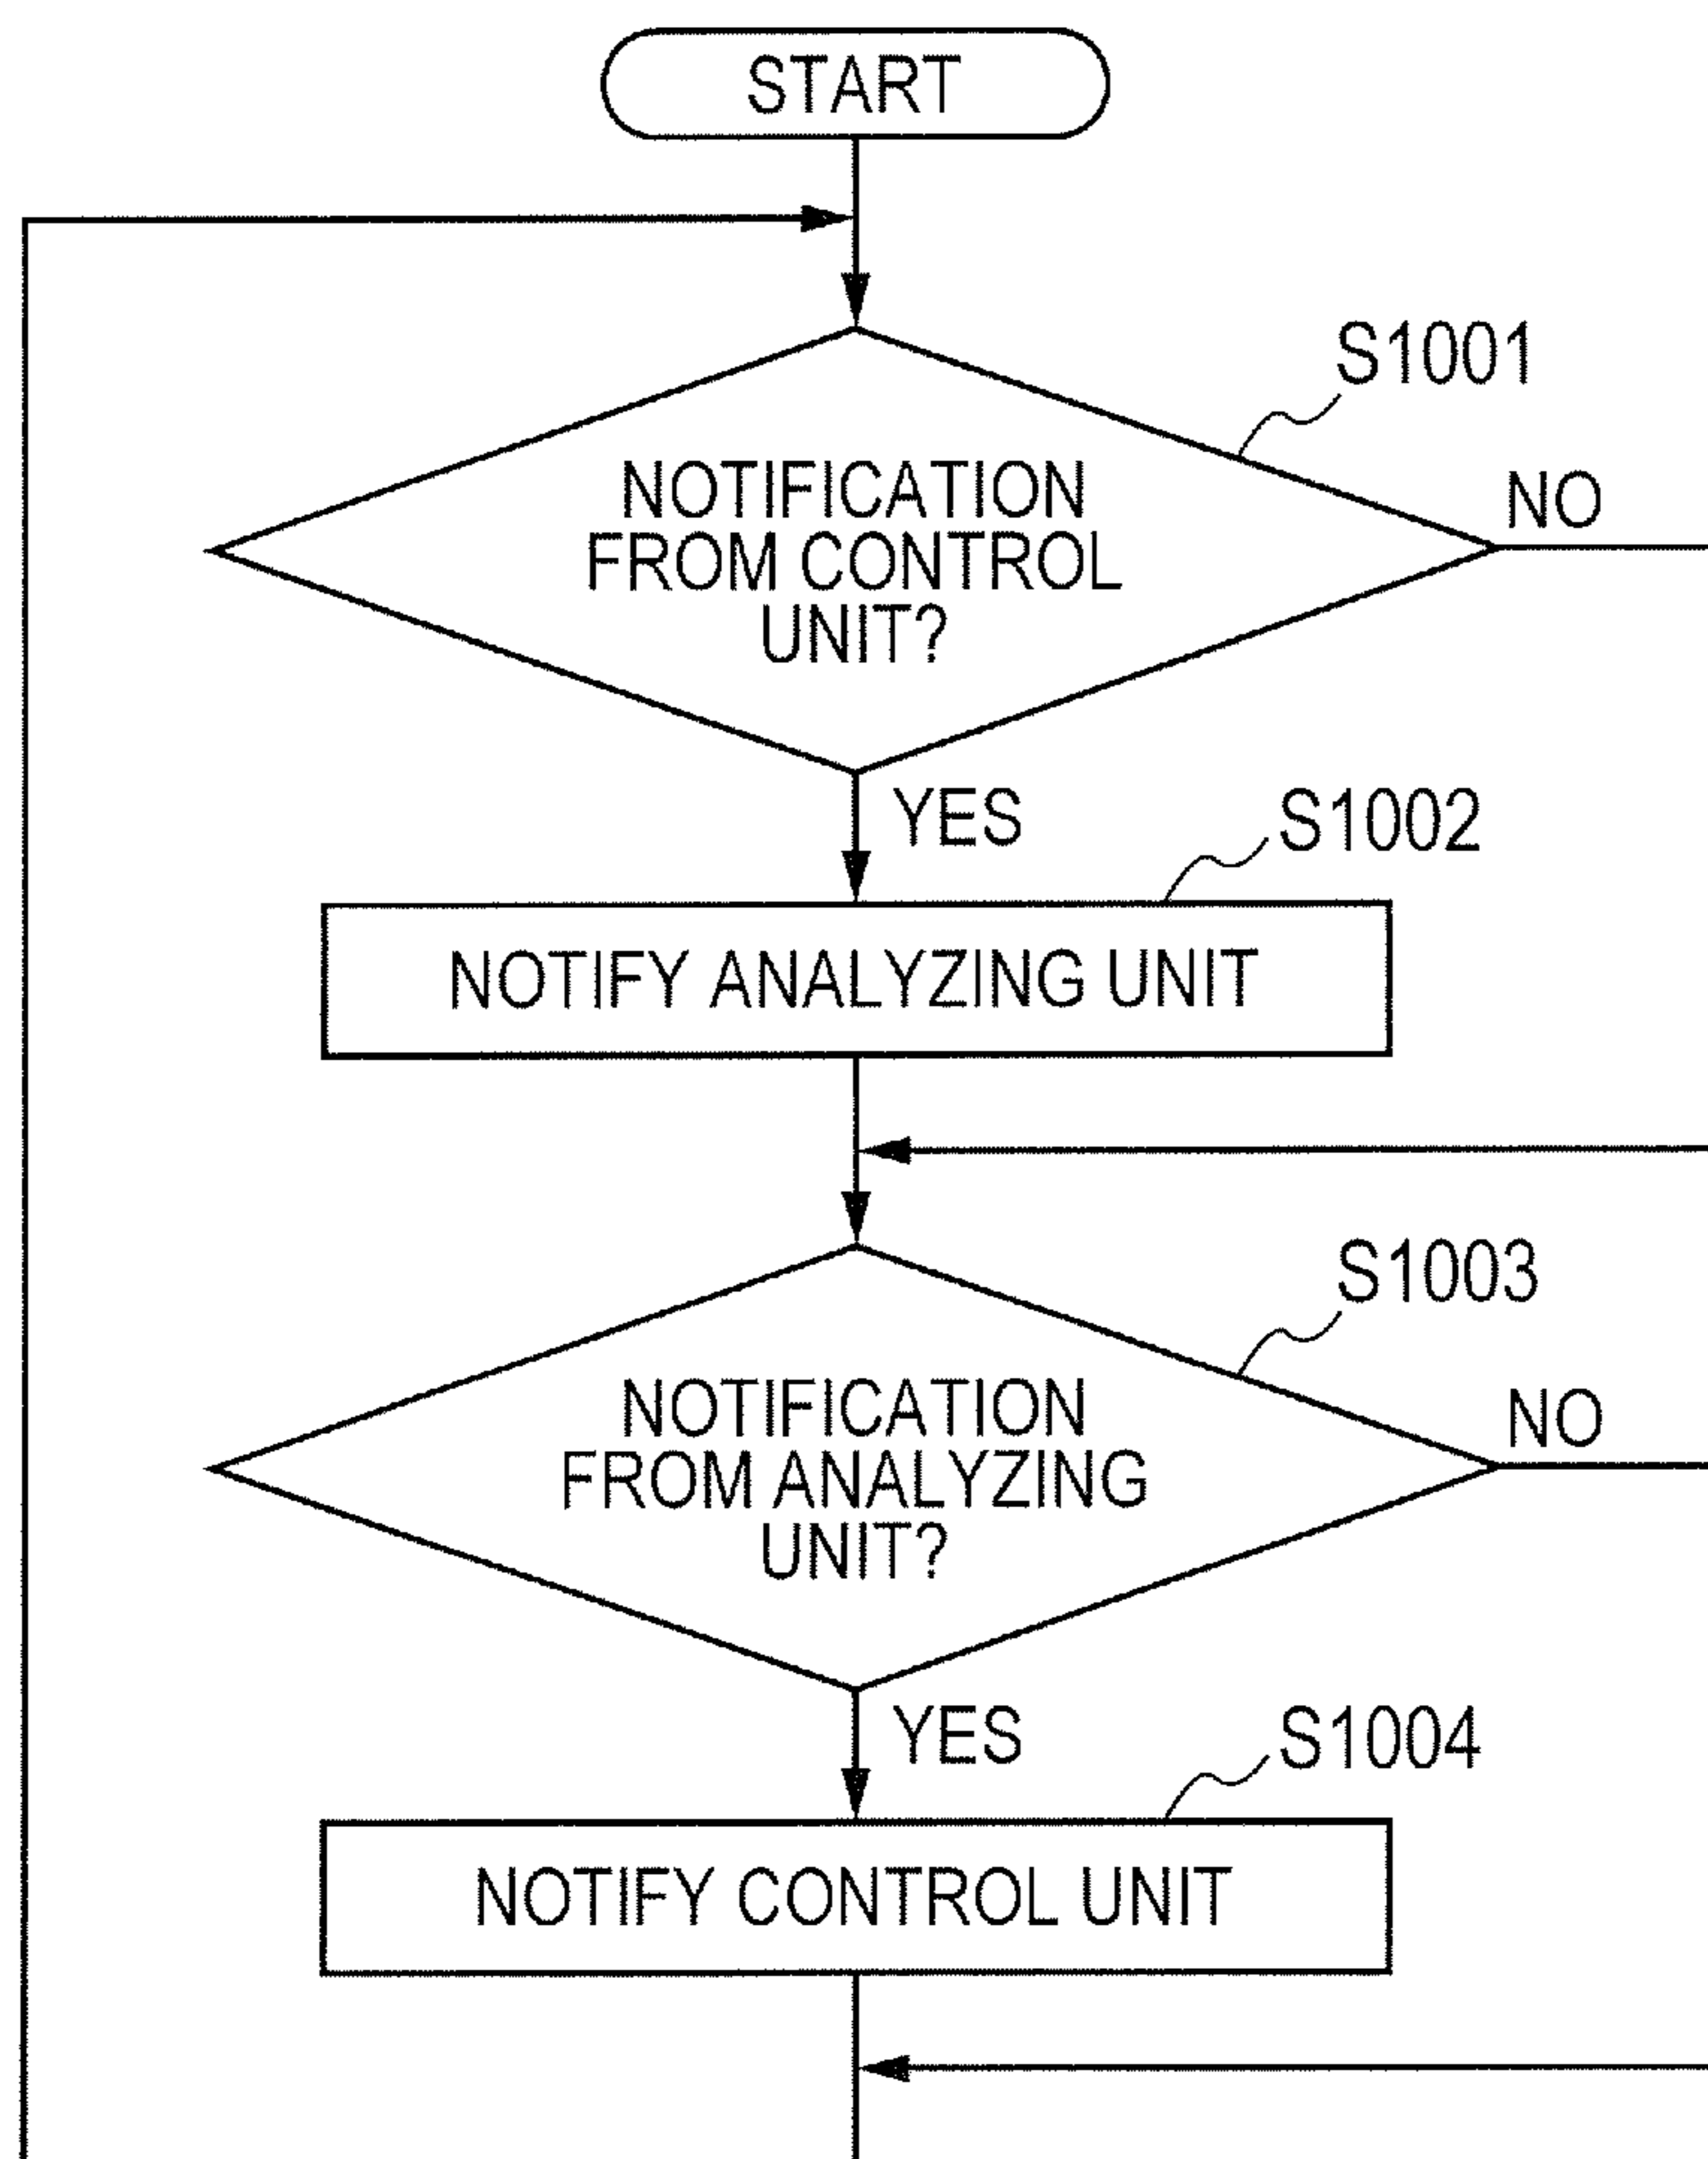 START
S1001
NOTIFICATION
FROM CONTROL
UNIT?
NO
YES
S1002
NOTIFY ANALYZING UNIT
S1003
NOTIFICATION
FROM ANALYZING
UNIT?
NO
YES
S1004
NOTIFY CONTROL UNIT